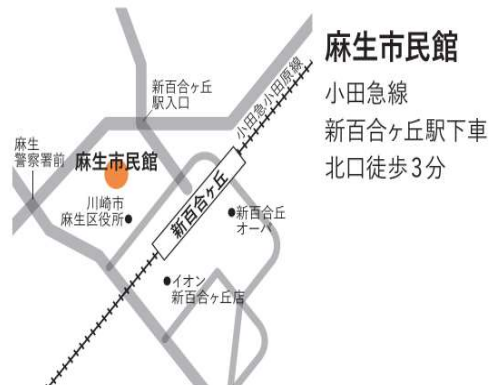 麻生市民館
小田急線
新百合ヶ丘駅下車
北口徒歩3分
新百合ヶ丘
駅入口
小田急小田原線
麻生
警察署前
麻生市民館
川崎市
麻生区役所
新百合ヶ丘
新百合丘
オーパ
イオン
新百合ヶ丘店